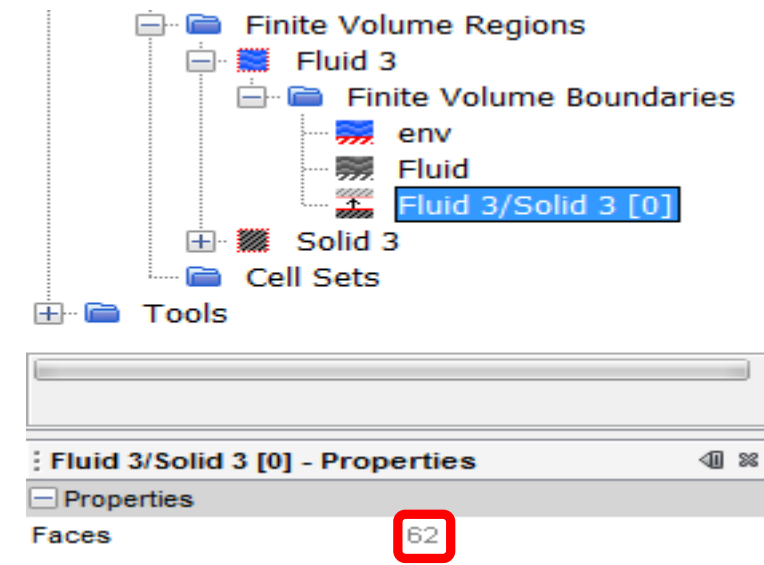 Finite Volume Regions
Fluid 3
Finite Volume Boundaries
env
Fluid
Fluid 3/Solid 3 [0]
Solid 3
Cell Sets
Tools
Fluid 3/Solid 3 [0] - Properties
Properties
Faces 62